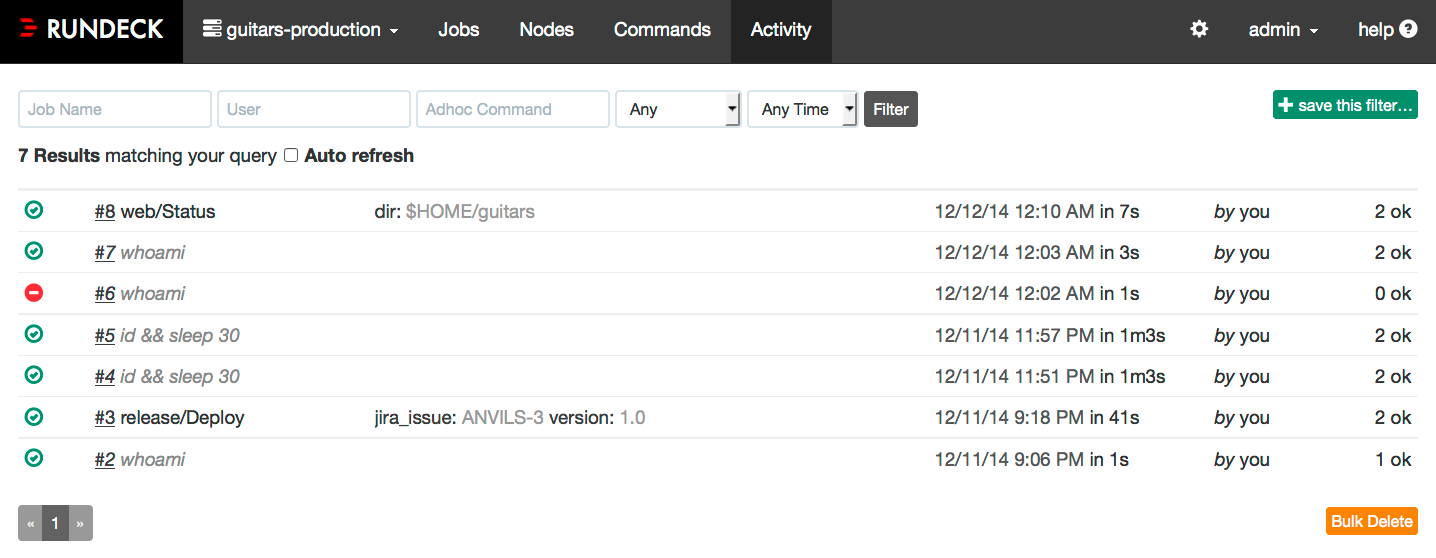 RUNDECK guitars-production Jobs Nodes Commands Activity admin help ?
Job Name User Adhoc Command Any Any Time Filter + save this filter…
7 Results matching your query Auto refresh
#8 web/Status dir: $HOME/guitars 12/12/14 12:10 AM in 7s by you 2 ok
#7 whoami 12/12/14 12:03 AM in 3s by you 2 ok
#6 whoami 12/12/14 12:02 AM in 1s by you 0 ok
#5 id && sleep 30 12/11/14 11:57 PM in 1m3s by you 2 ok
#4 id && sleep 30 12/11/14 11:51 PM in 1m3s by you 2 ok
#3 release/Deploy jira_issue: ANVILS-3 version: 1.0 12/11/14 9:18 PM in 41s by you 2 ok
#2 whoami 12/11/14 9:06 PM in 1s by you 1 ok
« 1 » Bulk Delete